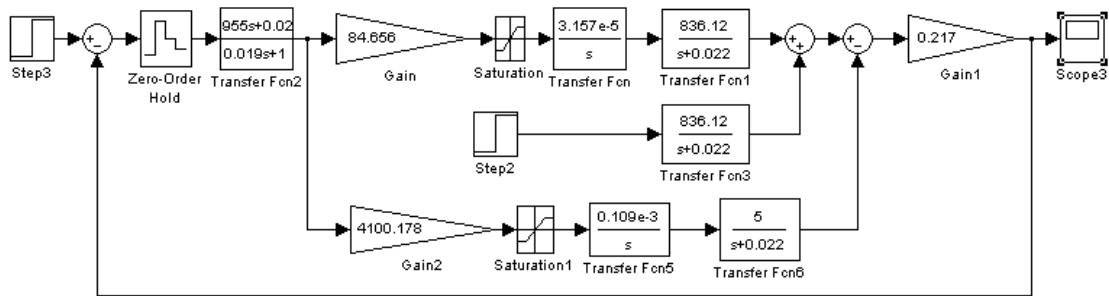 Step3
+
-
Zero-Order
Hold
955s+0.02
0.019s+1
Transfer Fcn2
84.656
Gain
Saturation
3.157e-5
s
Transfer Fcn
836.12
s+0.022
Transfer Fcn1
+
+
+
-
0.217
Gain1
Scope3
Step2
836.12
s+0.022
Transfer Fcn3
4100.178
Gain2
Saturation1
0.109e-3
s
Transfer Fcn5
5
s+0.022
Transfer Fcn6